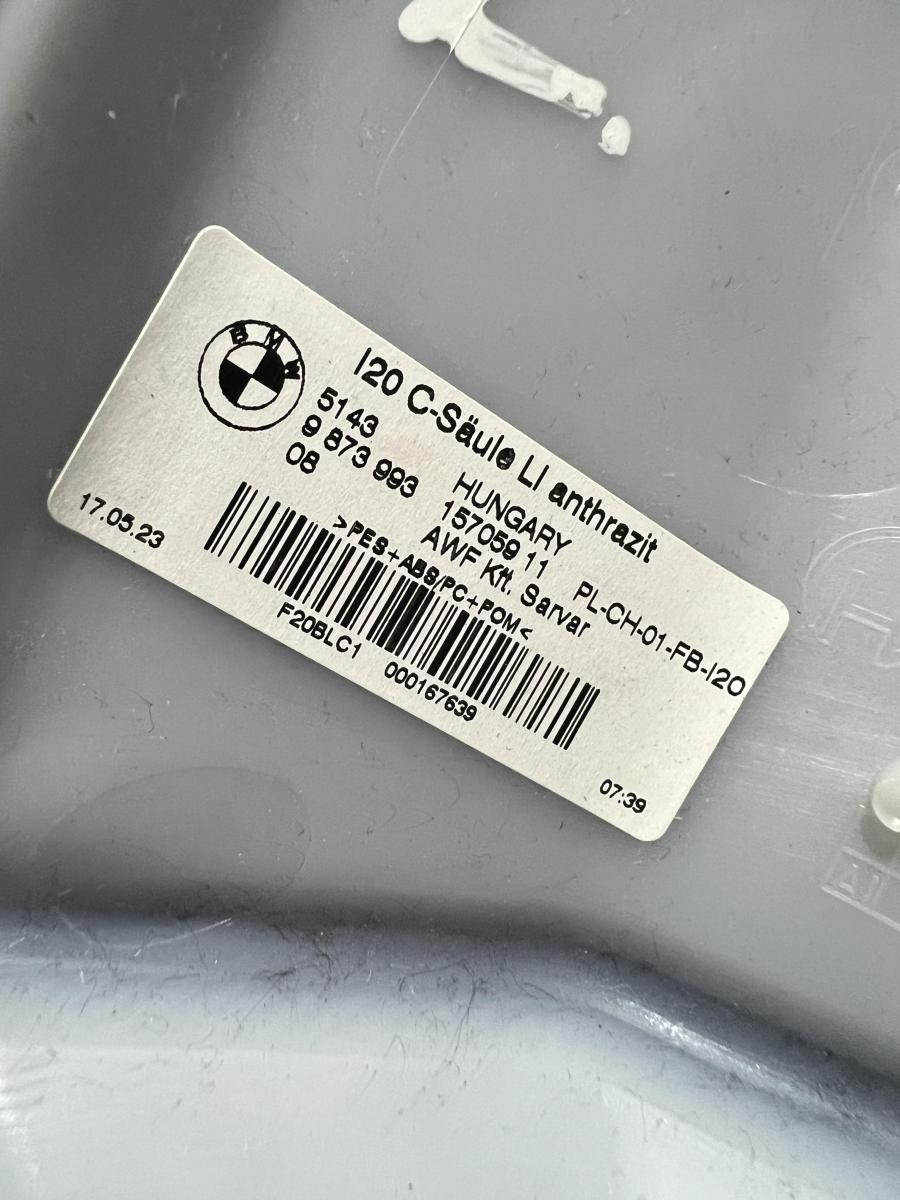 BMW
I20 C-Säule LI anthrazit
5143
9 873 993
08
HUNGARY
157059 11 PL-CH-01-FB-I20
AWF Kft. Sarvar
17.05.23
>PES+ABS/PC+POM<
F20BLC1 000167639
07:39